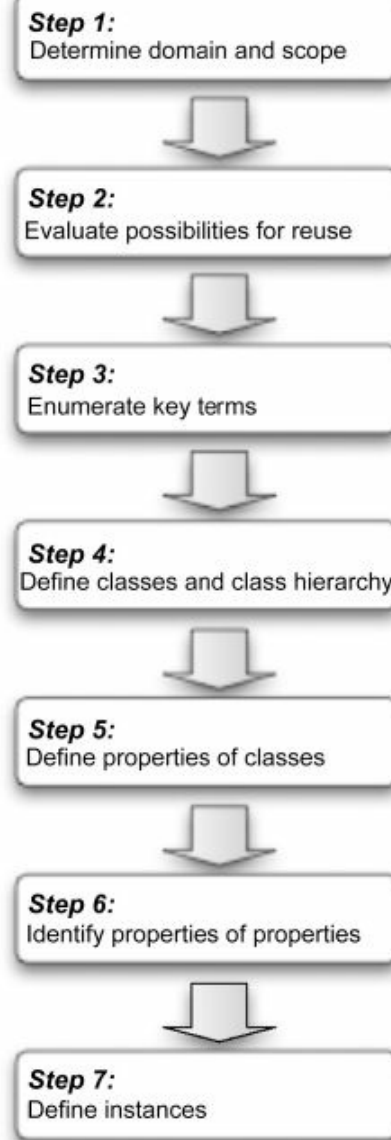 Step 1:
Determine domain and scope
Step 2:
Evaluate possibilities for reuse
Step 3:
Enumerate key terms
Step 4:
Define classes and class hierarchy
Step 5:
Define properties of classes
Step 6:
Identify properties of properties
Step 7:
Define instances